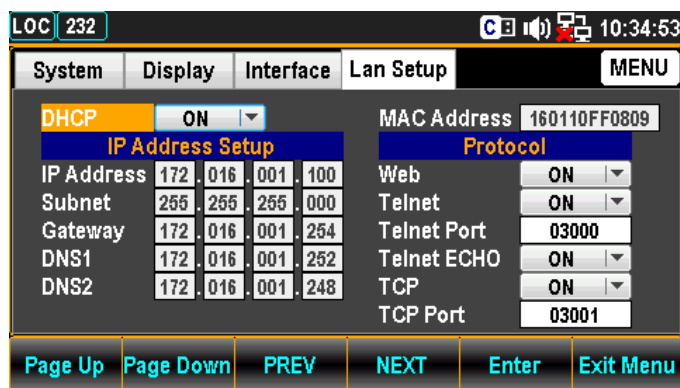 LOC 232 C 10:34:53
System Display Interface Lan Setup MENU
DHCP ON
IP Address Setup
IP Address 172 . 016 . 001 . 100
Subnet 255 . 255 . 255 . 000
Gateway 172 . 016 . 001 . 254
DNS1 172 . 016 . 001 . 252
DNS2 172 . 016 . 001 . 248
MAC Address 160110FF0809
Protocol
Web ON
Telnet ON
Telnet Port 03000
Telnet ECHO ON
TCP ON
TCP Port 03001
Page Up Page Down PREV NEXT Enter Exit Menu